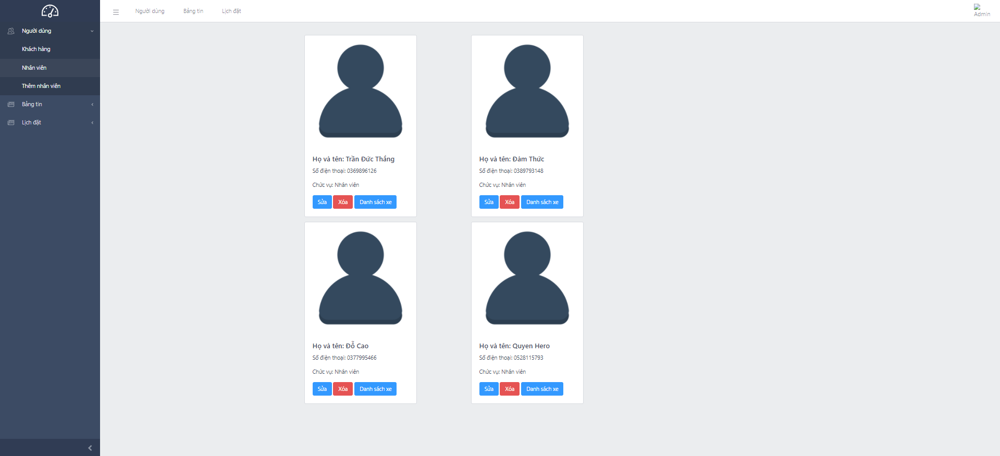 Người dùng
Khách hàng
Nhân viên
Thêm nhân viên
Bảng tin
Lịch đặt
Người dùng Bảng tin Lịch đặt
Admin
Họ và tên: Trần Đức Thắng
Số điện thoại: 0369896126
Chức vụ: Nhân viên
Sửa Xóa Danh sách xe
Họ và tên: Đàm Thức
Số điện thoại: 0389793148
Chức vụ: Nhân viên
Sửa Xóa Danh sách xe
Họ và tên: Đỗ Cao
Số điện thoại: 0377995466
Chức vụ: Nhân viên
Sửa Xóa Danh sách xe
Họ và tên: Quyen Hero
Số điện thoại: 0528115793
Chức vụ: Nhân viên
Sửa Xóa Danh sách xe